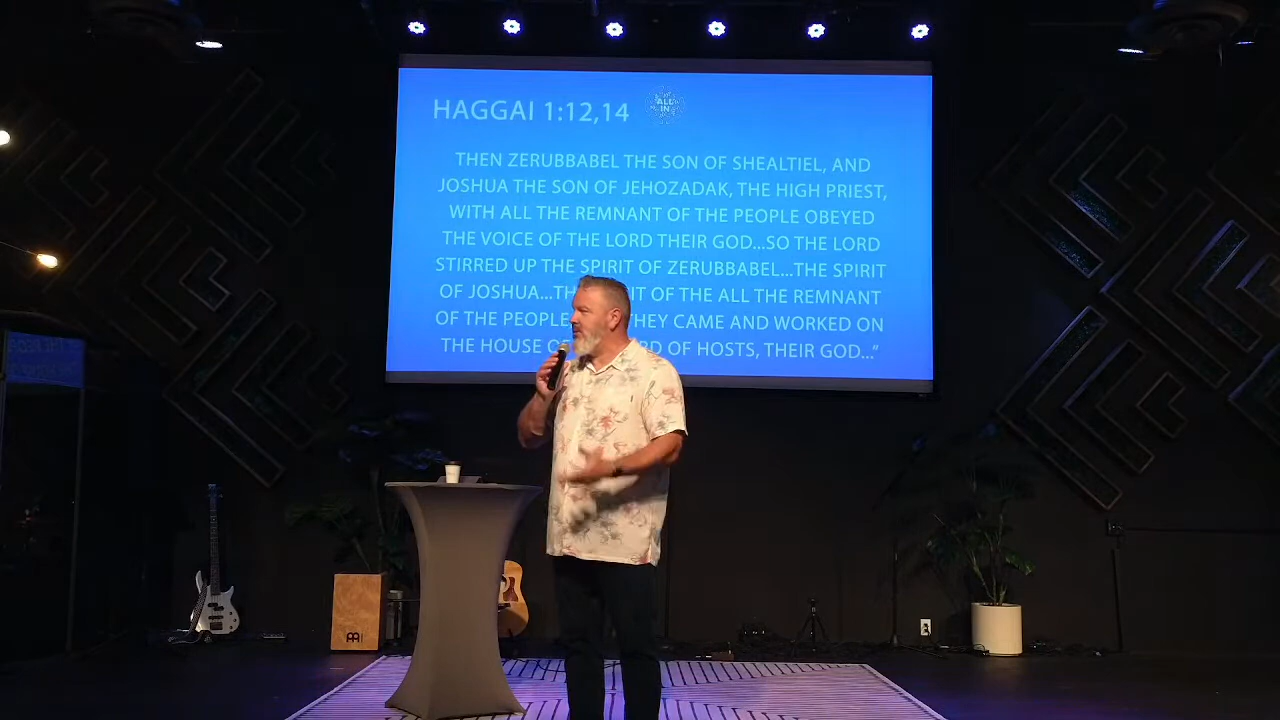 HAGGAI 1:12,14
ALL
IN
THEN ZERUBBABEL THE SON OF SHEALTIEL, AND
JOSHUA THE SON OF JEHOZADAK, THE HIGH PRIEST,
WITH ALL THE REMNANT OF THE PEOPLE OBEYED
THE VOICE OF THE LORD THEIR GOD...SO THE LORD
STIRRED UP THE SPIRIT OF ZERUBBABEL...THE SPIRIT
OF JOSHUA... OF THE ALL THE REMNANT
OF THE PEOPLE CAME AND WORKED ON
THE HOUSE OF HOSTS, THEIR GOD..."